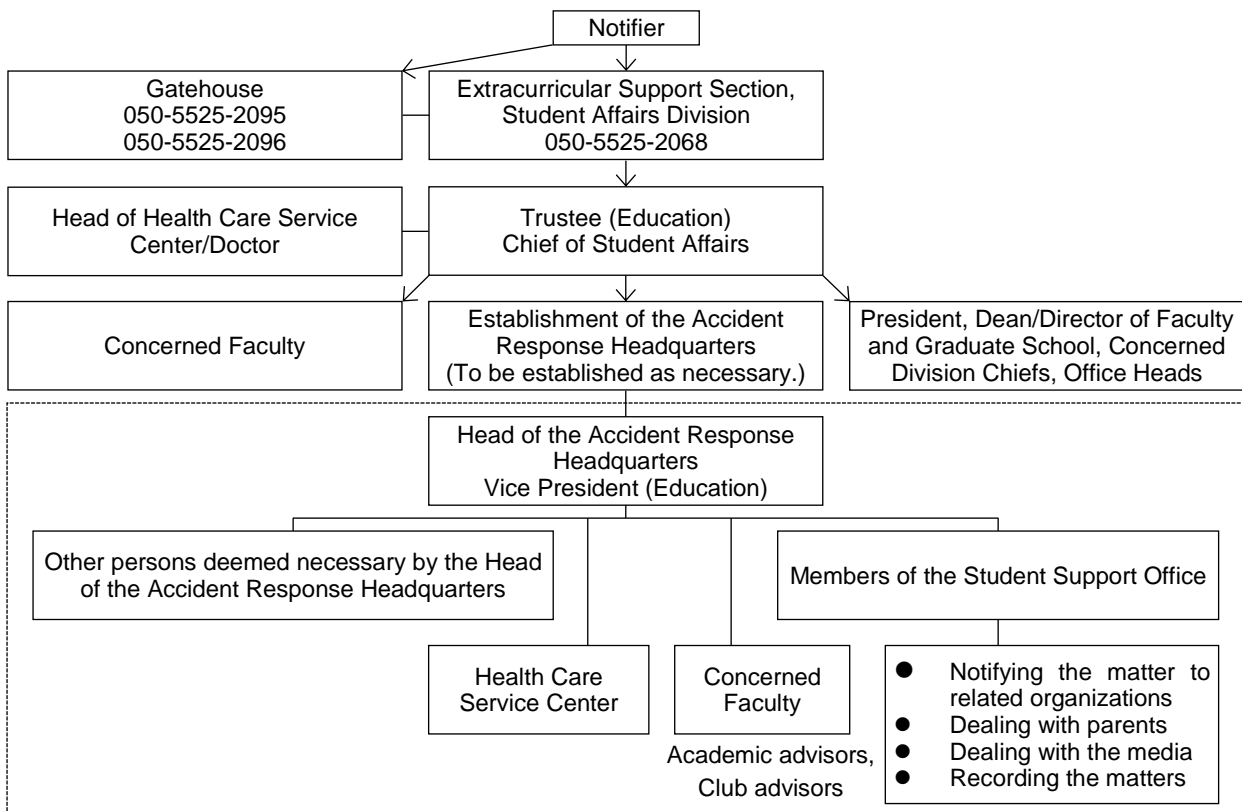 Notifier
Gatehouse
050-5525-2095
050-5525-2096
Extracurricular Support Section,
Student Affairs Division
050-5525-2068
Head of Health Care Service
Center/Doctor
Trustee (Education)
Chief of Student Affairs
Concerned Faculty
Establishment of the Accident
Response Headquarters
(To be established as necessary.)
President, Dean/Director of Faculty
and Graduate School, Concerned
Division Chiefs, Office Heads
Head of the Accident Response
Headquarters
Vice President (Education)
Other persons deemed necessary by the Head
of the Accident Response Headquarters
Members of the Student Support Office
Health Care
Service Center
Concerned
Faculty
Academic advisors,
Club advisors
● Notifying the matter to
related organizations
● Dealing with parents
● Dealing with the media
● Recording the matters